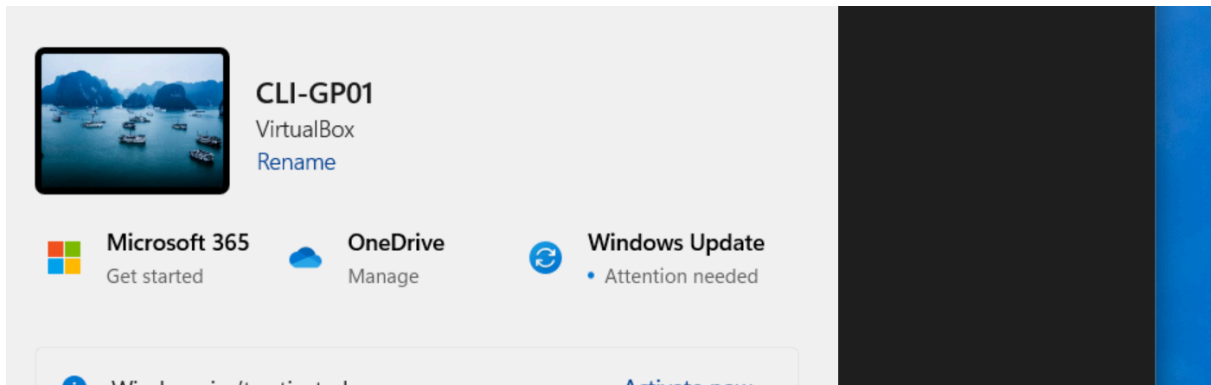 CLI-GP01
VirtualBox
Rename
Microsoft 365
Get started
OneDrive
Manage
Windows Update
• Attention needed